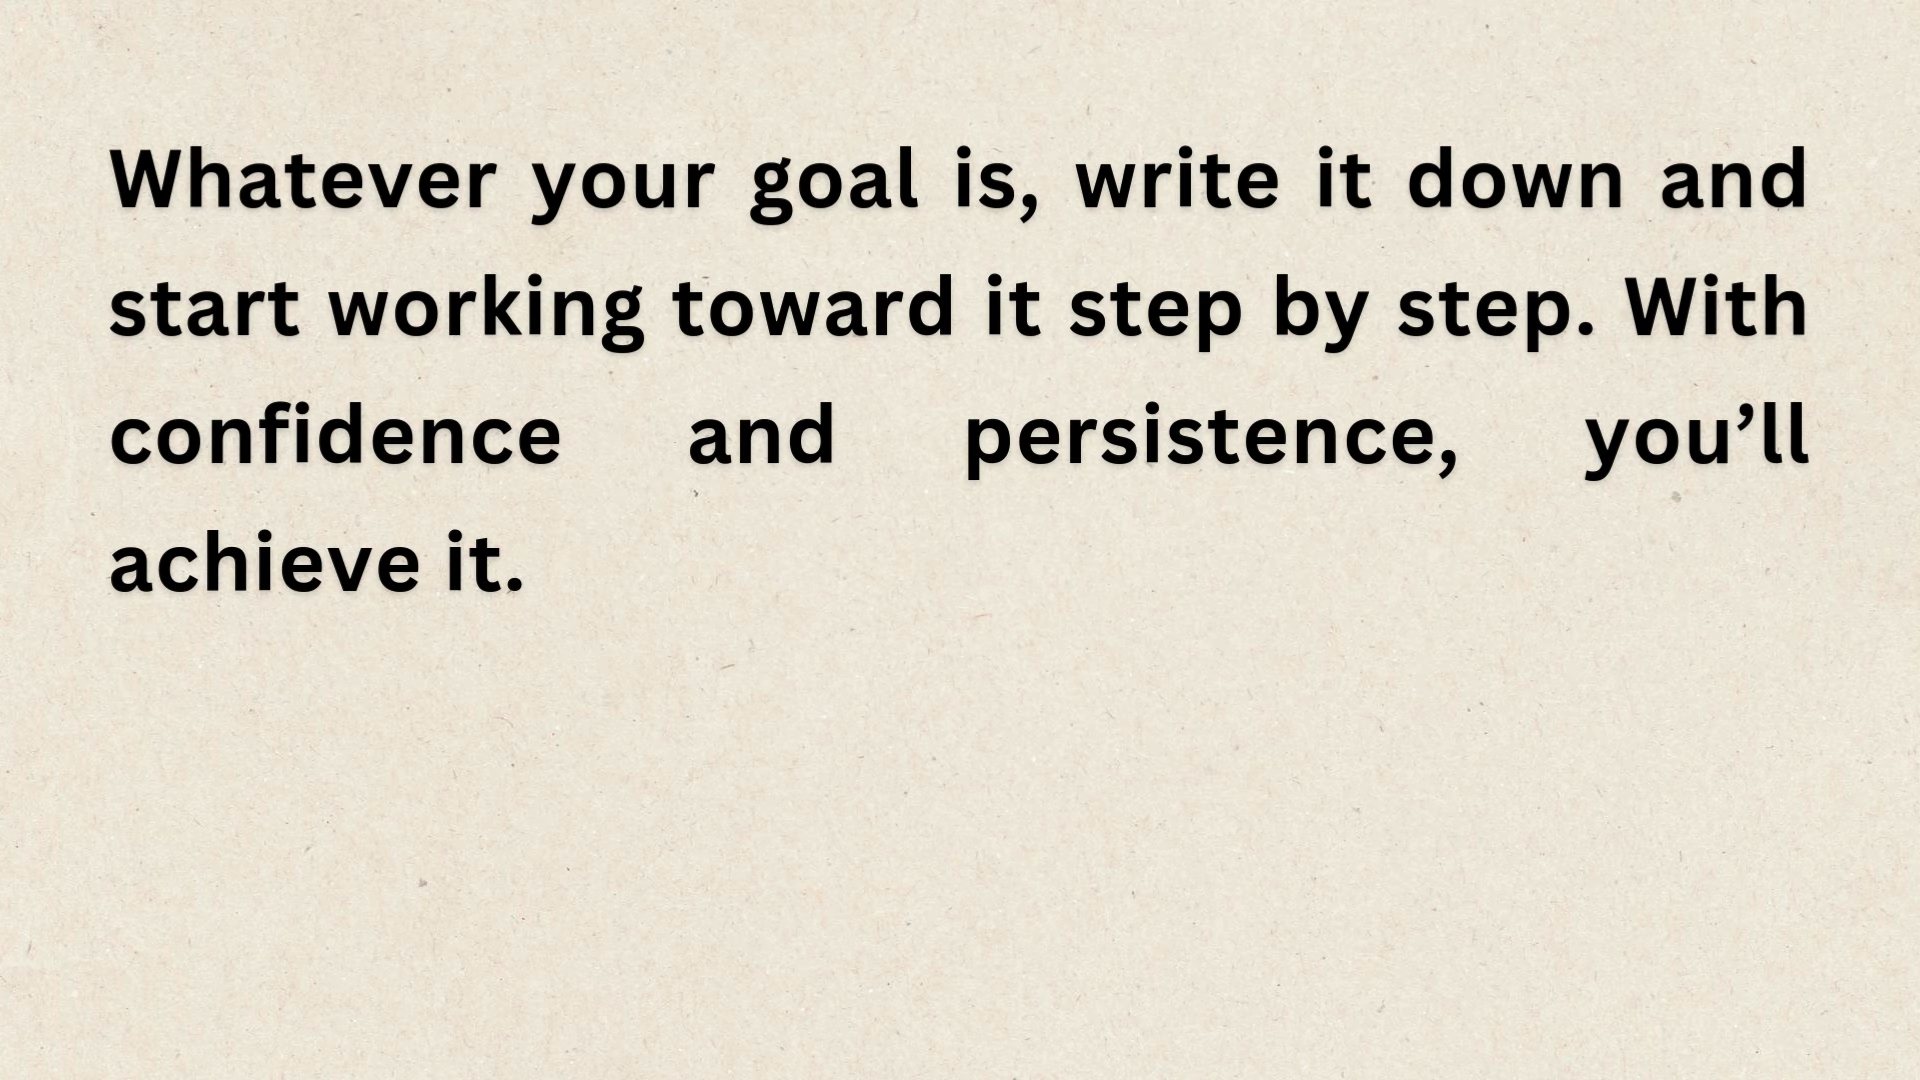 Whatever your goal is, write it down and
start working toward it step by step. With
confidence and persistence, you’ll
achieve it.